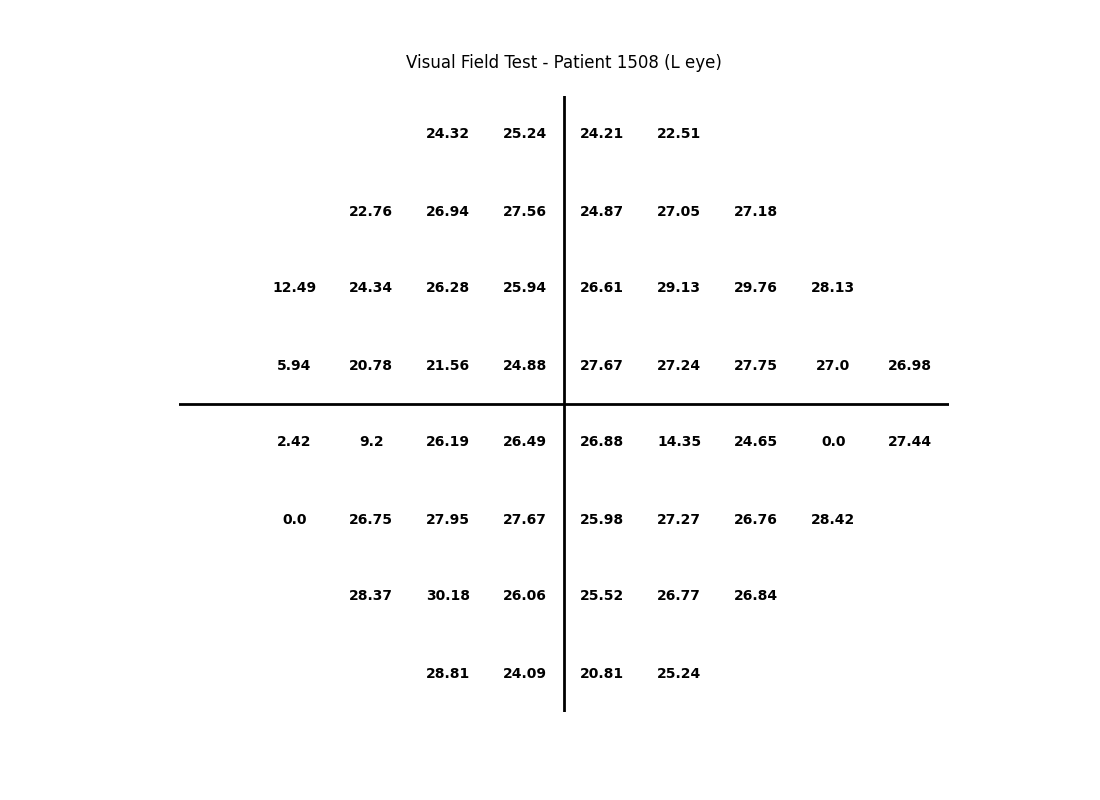 Visual Field Test - Patient 1508 (L eye)
24.32 25.24 24.21 22.51
22.76 26.94 27.56 24.87 27.05 27.18
12.49 24.34 26.28 25.94 26.61 29.13 29.76 28.13
5.94 20.78 21.56 24.88 27.67 27.24 27.75 27.0 26.98
2.42 9.2 26.19 26.49 26.88 14.35 24.65 0.0 27.44
0.0 26.75 27.95 27.67 25.98 27.27 26.76 28.42
28.37 30.18 26.06 25.52 26.77 26.84
28.81 24.09 20.81 25.24